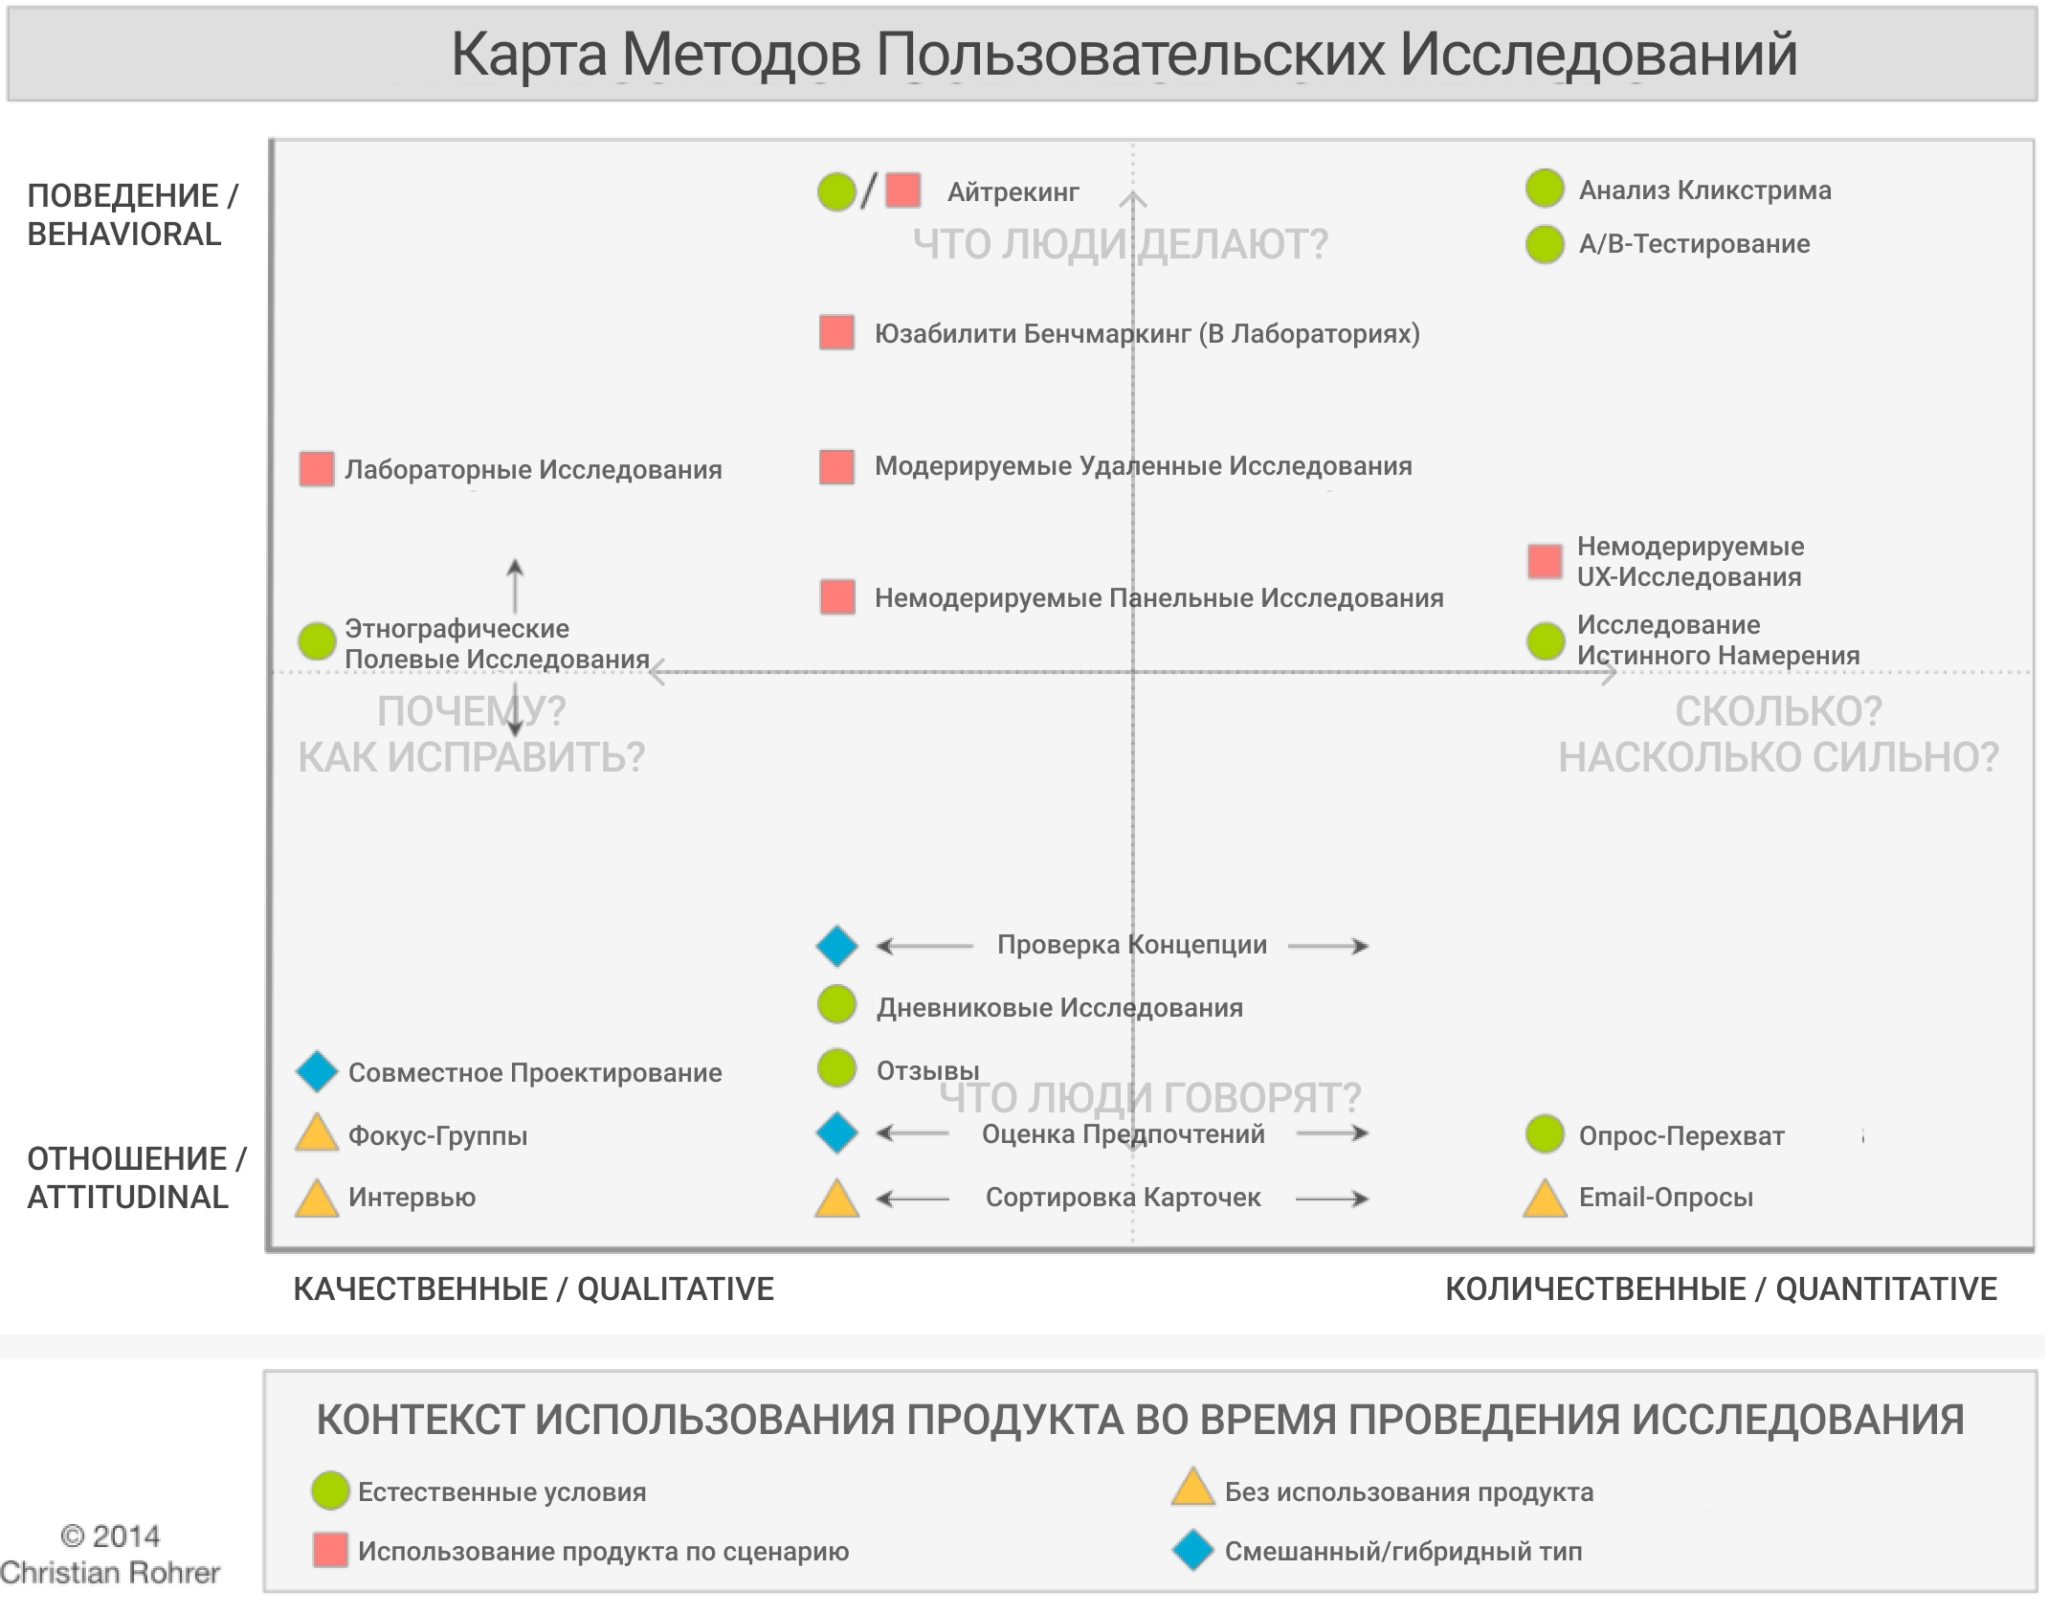 Карта Методов Пользовательских Исследований
ПОВЕДЕНИЕ /
BEHAVIORAL
/ Айтрекинг
Анализ Кликстрима
ЧТО ЛЮДИ ДЕЛАЮТ?
A/B-Тестирование
Юзабилити Бенчмаркинг (В Лабораториях)
Лабораторные Исследования
Модерируемые Удаленные Исследования
Немодерируемые
UX-Исследования
Немодерируемые Панельные Исследования
Этнографические
Полевые Исследования
Исследование
Истинного Намерения
ПОЧЕМУ?
КАК ИСПРАВИТЬ?
СКОЛЬКО?
НАСКОЛЬКО СИЛЬНО?
Проверка Концепции
Дневниковые Исследования
Совместное Проектирование
Отзывы
ЧТО ЛЮДИ ГОВОРЯТ?
Фокус-Группы
Оценка Предпочтений
Опрос-Перехват
ОТНОШЕНИЕ /
ATTITUDINAL
Интервью
Сортировка Карточек
Email-Опросы
КАЧЕСТВЕННЫЕ / QUALITATIVE
КОЛИЧЕСТВЕННЫЕ / QUANTITATIVE
КОНТЕКСТ ИСПОЛЬЗОВАНИЯ ПРОДУКТА ВО ВРЕМЯ ПРОВЕДЕНИЯ ИССЛЕДОВАНИЯ
Естественные условия
Без использования продукта
Использование продукта по сценарию
Смешанный/гибридный тип
© 2014
Christian Rohrer